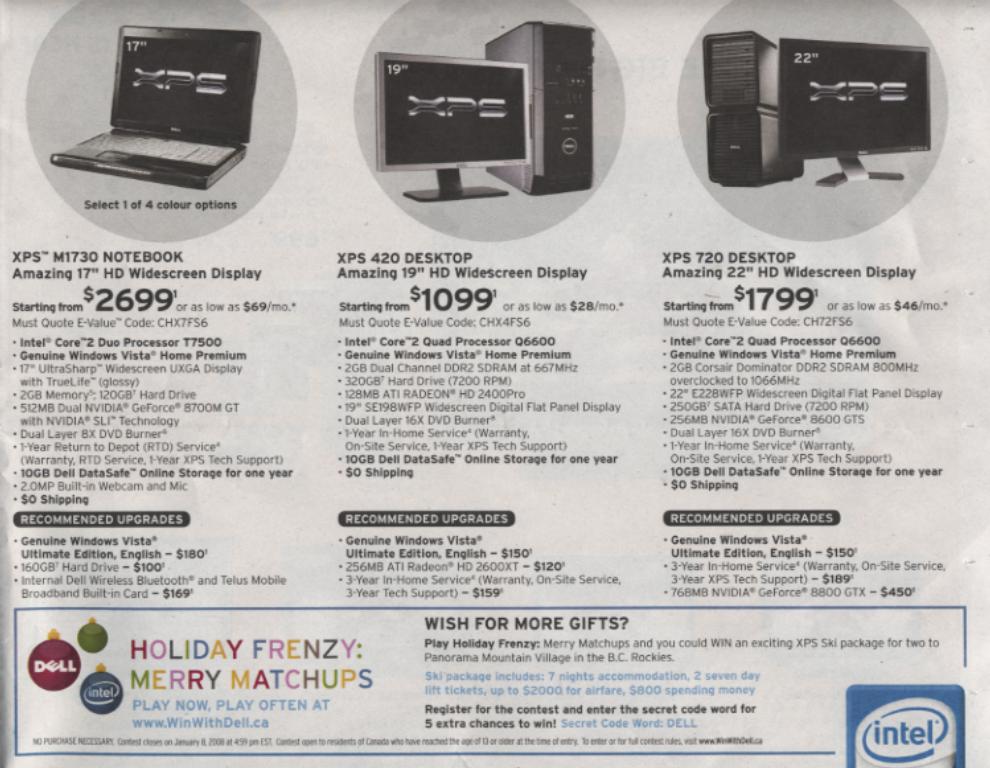 17"
XPS
Select 1 of 4 colour options
XPS™ M1730 NOTEBOOK
Amazing 17" HD Widescreen Display
Starting from $2699¹ or as low as $69/mo.*
Must Quote E-Value™ Code: CHX7FS6
• Intel® Core™2 Duo Processor T7500
• Genuine Windows Vista® Home Premium
• 17" UltraSharp™ Widescreen UXGA Display
with TrueLife™ (glossy)
• 2GB Memory⁵; 120GB⁷ Hard Drive
• 512MB Dual NVIDIA® GeForce® 8700M GT
with NVIDIA® SLI™ Technology
• Dual Layer 8X DVD Burner⁸
• 1-Year Return to Depot (RTD) Service⁴
(Warranty, RTD Service, 1-Year XPS Tech Support)
• 10GB Dell DataSafe™ Online Storage for one year
• 2.0MP Built-in Webcam and Mic
• $0 Shipping
RECOMMENDED UPGRADES
• Genuine Windows Vista®
Ultimate Edition, English – $180¹
• 160GB⁷ Hard Drive – $100¹
• Internal Dell Wireless Bluetooth® and Telus Mobile
Broadband Built-in Card – $169¹
19"
XPS
DELL
XPS 420 DESKTOP
Amazing 19" HD Widescreen Display
Starting from $1099¹ or as low as $28/mo.*
Must Quote E-Value Code: CHX4FS6
• Intel® Core™2 Quad Processor Q6600
• Genuine Windows Vista® Home Premium
• 2GB Dual Channel DDR2 SDRAM at 667MHz
• 320GB⁷ Hard Drive (7200 RPM)
• 128MB ATI RADEON® HD 2400Pro
• 19" SE198WFP Widescreen Digital Flat Panel Display
• Dual Layer 16X DVD Burner⁸
• 1-Year In-Home Service⁴ (Warranty,
On-Site Service, 1-Year XPS Tech Support)
• 10GB Dell DataSafe™ Online Storage for one year
• $0 Shipping
RECOMMENDED UPGRADES
• Genuine Windows Vista®
Ultimate Edition, English – $150¹
• 256MB ATI Radeon® HD 2600XT – $120¹
• 3-Year In-Home Service⁴ (Warranty, On-Site Service,
3-Year Tech Support) – $159¹
22"
XPS
XPS 720 DESKTOP
Amazing 22" HD Widescreen Display
Starting from $1799¹ or as low as $46/mo.*
Must Quote E-Value Code: CH72FS6
• Intel® Core™2 Quad Processor Q6600
• Genuine Windows Vista® Home Premium
• 2GB Corsair Dominator DDR2 SDRAM 800MHz
overclocked to 1066MHz
• 22" E228WFP Widescreen Digital Flat Panel Display
• 250GB⁷ SATA Hard Drive (7200 RPM)
• 256MB NVIDIA® GeForce® 8600 GTS
• Dual Layer 16X DVD Burner⁸
• 1-Year In-Home Service⁴ (Warranty,
On-Site Service, 1-Year XPS Tech Support)
• 10GB Dell DataSafe™ Online Storage for one year
• $0 Shipping
RECOMMENDED UPGRADES
• Genuine Windows Vista®
Ultimate Edition, English – $150¹
• 3-Year In-Home Service⁴ (Warranty, On-Site Service,
3-Year XPS Tech Support) – $189¹
• 768MB NVIDIA® GeForce® 8800 GTX – $450¹
DELL
intel
HOLIDAY FRENZY:
MERRY MATCHUPS
PLAY NOW, PLAY OFTEN AT
www.WinWithDell.ca
WISH FOR MORE GIFTS?
Play Holiday Frenzy: Merry Matchups and you could WIN an exciting XPS Ski package for two to
Panorama Mountain Village in the B.C. Rockies.
Ski package includes: 7 nights accommodation, 2 seven day
lift tickets, up to $2000 for airfare, $800 spending money
Register for the contest and enter the secret code word for
5 extra chances to win! Secret Code Word: DELL
NO PURCHASE NECESSARY. Contest closes on January 8, 2008 at 4:59 pm EST. Contest open to residents of Canada who have reached the age of 13 or older at the time of entry. To enter or for full contest rules, visit www.WinWithDell.ca
intel